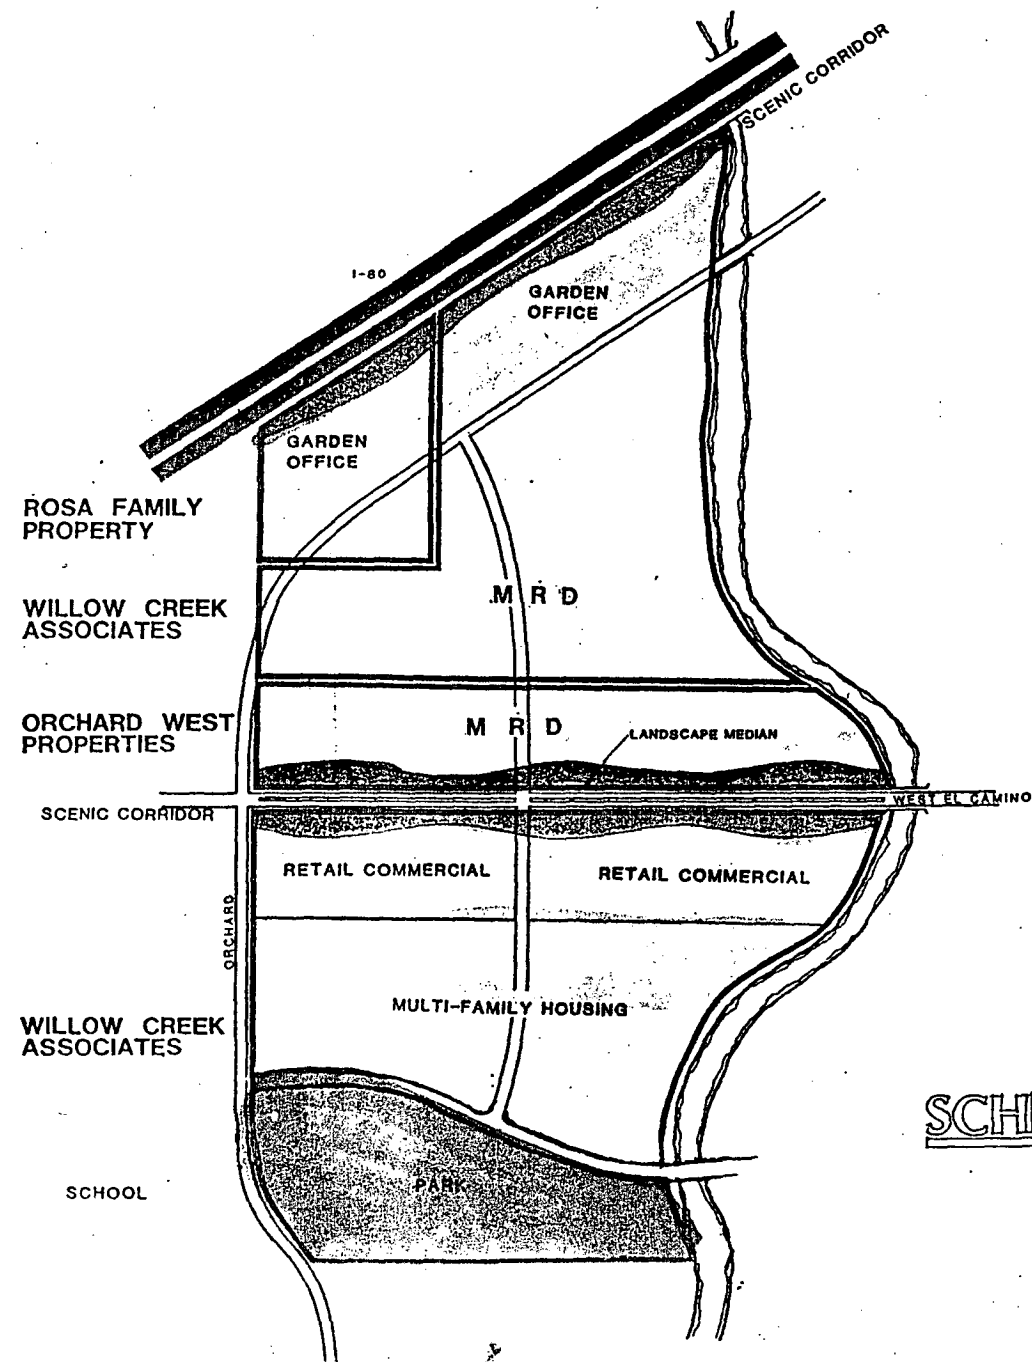 SCENIC CORRIDOR
I-80
GARDEN
OFFICE
GARDEN
OFFICE
ROSA FAMILY
PROPERTY
M R D
WILLOW CREEK
ASSOCIATES
ORCHARD WEST
PROPERTIES
M R D
LANDSCAPE MEDIAN
WEST EL CAMINO
SCENIC CORRIDOR
RETAIL COMMERCIAL
RETAIL COMMERCIAL
ORCHARD
MULTI-FAMILY HOUSING
WILLOW CREEK
ASSOCIATES
SCH
SCHOOL
PARK